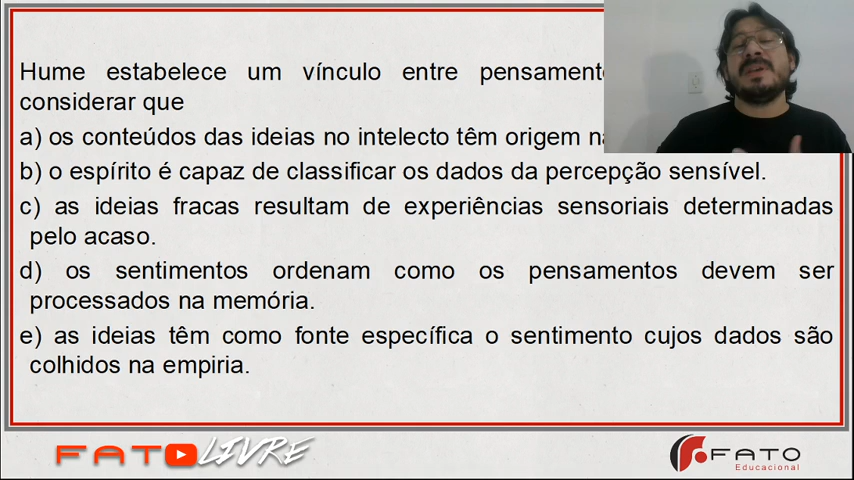 Hume estabelece um vínculo entre
considerar que
a) os conteúdos das ideias no intelecto têm origem
b) o espírito é capaz de classificar os dados da percepção sensível.
c) as ideias fracas resultam de experiências sensoriais determinadas
pelo acaso.
d) os sentimentos ordenam como os pensamentos devem ser
processados na memória.
e) as ideias têm como fonte específica o sentimento cujos dados são
colhidos na empiria.
FATO LIVRE
FATO
Educacional